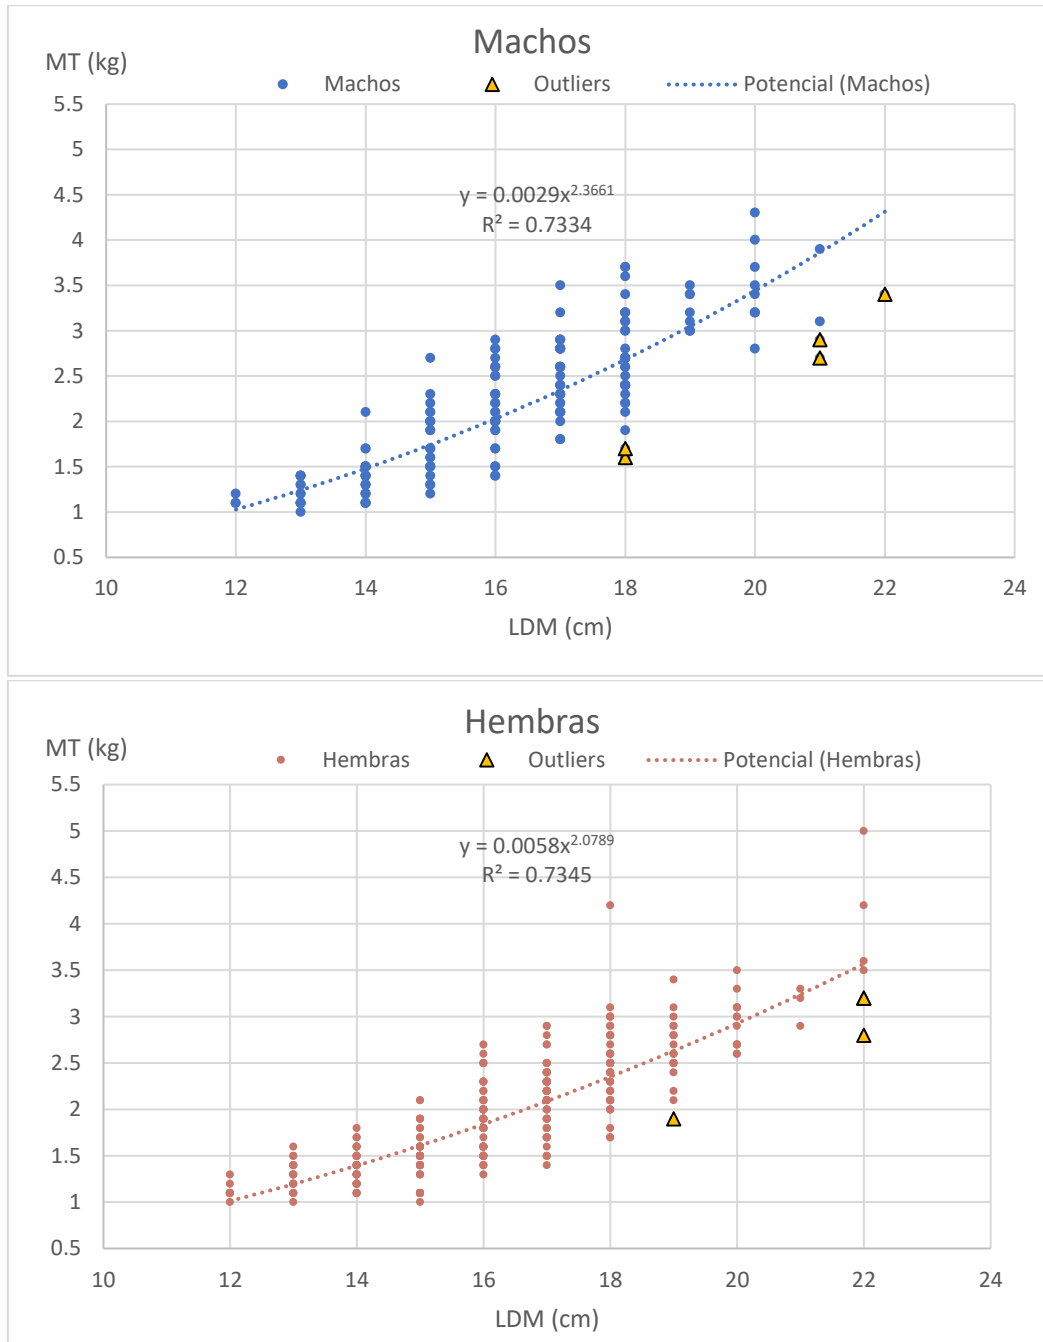 Machos
MT (kg)
Machos Outliers Potencial (Machos)
5.5
5
4.5
y = 0.0029x^2.3661
R² = 0.7334
4
3.5
3
2.5
2
1.5
1
0.5
10 12 14 16 18 20 22 24
LDM (cm)
Hembras
MT (kg)
Hembras Outliers Potencial (Hembras)
5.5
5
y = 0.0058x^2.0789
R² = 0.7345
4.5
4
3.5
3
2.5
2
1.5
1
0.5
10 12 14 16 18 20 22 24
LDM (cm)